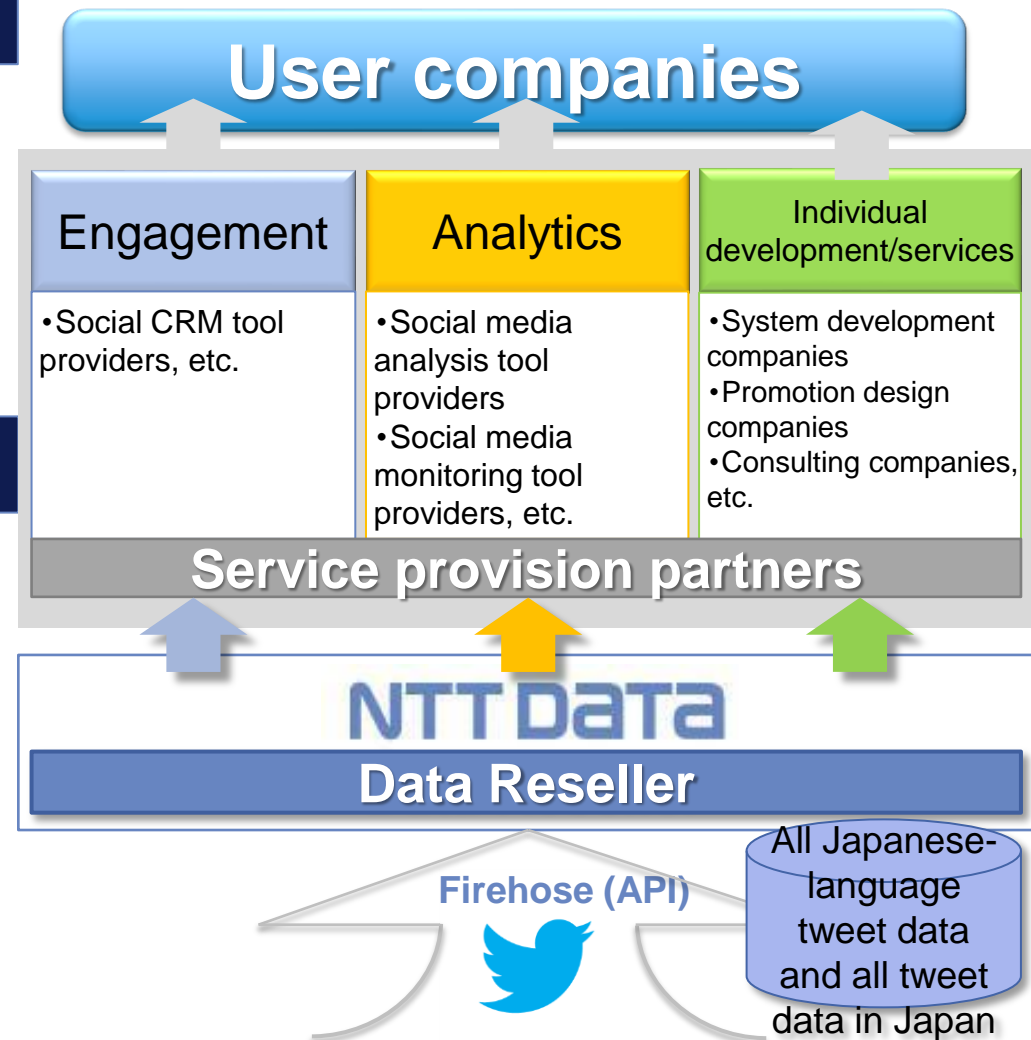 User companies
Engagement
•Social CRM tool
providers, etc.
Analytics
•Social media
analysis tool
providers
•Social media
monitoring tool
providers, etc.
Individual
development/services
•System development
companies
•Promotion design
companies
•Consulting companies,
etc.
Service provision partners
NTT DATA
Data Reseller
Firehose (API)
All Japanese-
language
tweet data
and all tweet
data in Japan